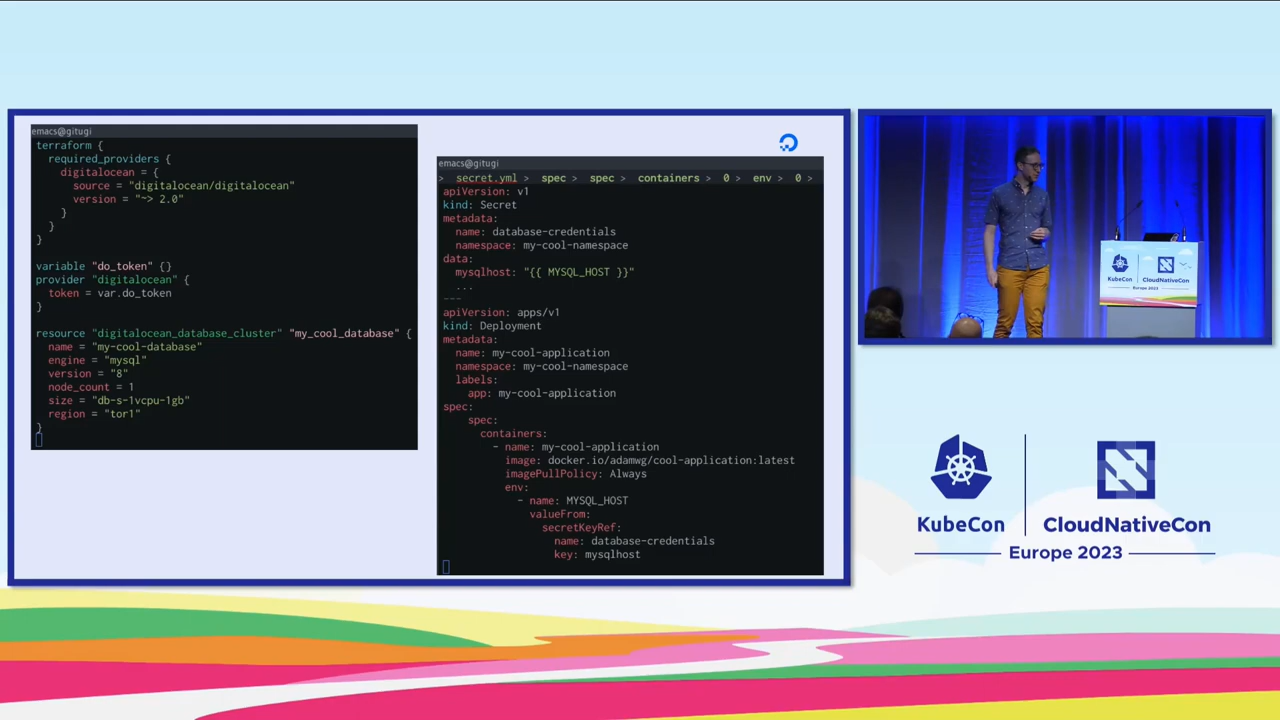 emacs@gitugi
terraform {
  required_providers {
    digitalocean = {
      source = "digitalocean/digitalocean"
      version = "~> 2.0"
    }
  }
}

variable "do_token" {}
provider "digitalocean" {
  token = var.do_token
}

resource "digitalocean_database_cluster" "my_cool_database" {
  name = "my-cool-database"
  engine = "mysql"
  version = "8"
  node_count = 1
  size = "db-s-1vcpu-1gb"
  region = "tor1"
}
emacs@gitugi
> secret.yml > spec > spec > containers > 0 > env > 0 >
apiVersion: v1
kind: Secret
metadata:
  name: database-credentials
  namespace: my-cool-namespace
data:
  mysqlhost: "{{ MYSQL_HOST }}"
  ...
---
apiVersion: apps/v1
kind: Deployment
metadata:
  name: my-cool-application
  namespace: my-cool-namespace
  labels:
    app: my-cool-application
spec:
    spec:
      containers:
        - name: my-cool-application
          image: docker.io/adamwg/cool-application:latest
          imagePullPolicy: Always
          env:
            - name: MYSQL_HOST
              valueFrom:
                secretKeyRef:
                  name: database-credentials
                  key: mysqlhost
KubeCon
CloudNativeCon
Europe 2023
KubeCon
CloudNativeCon
Europe 2023